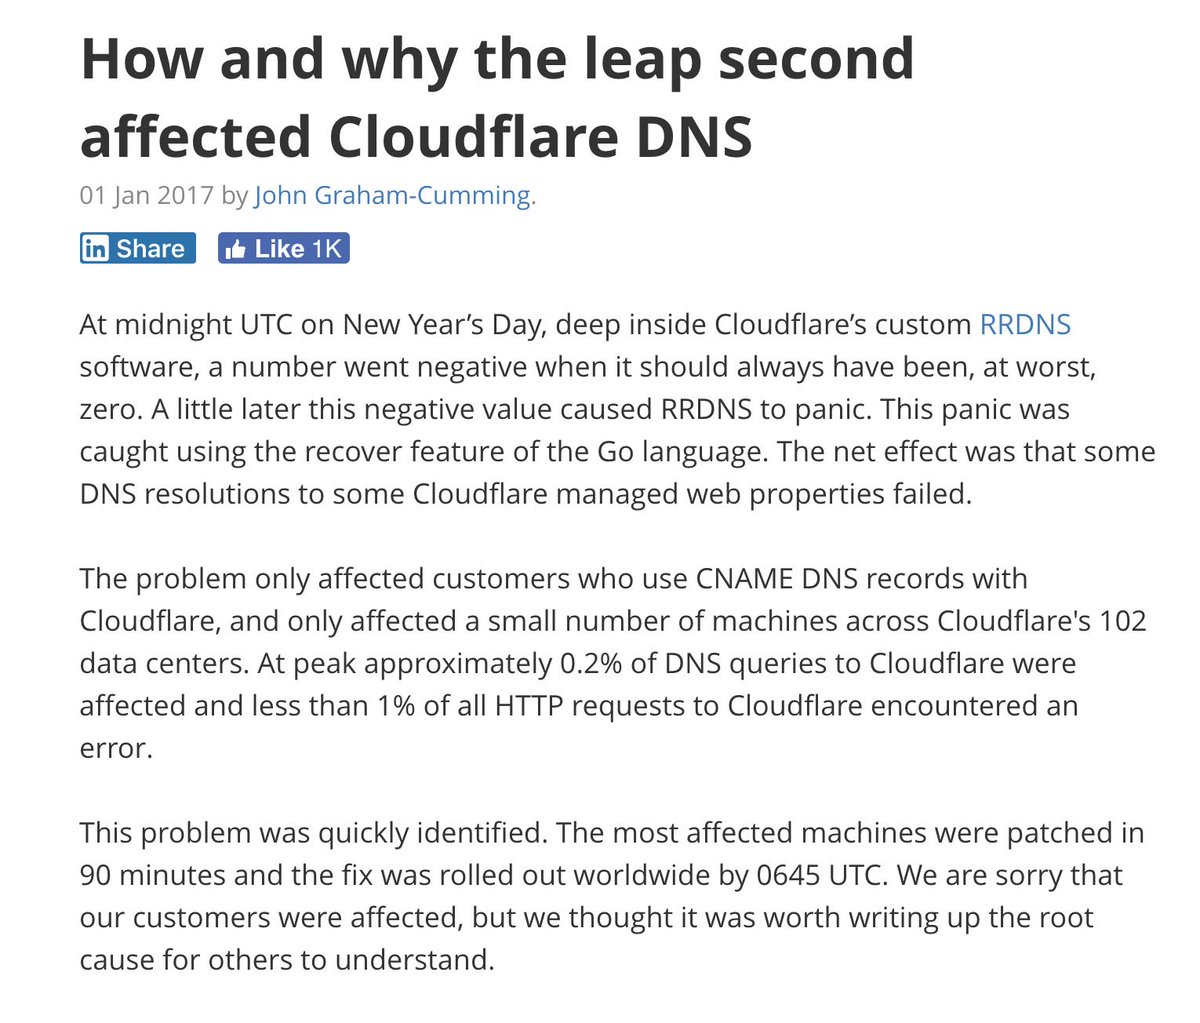 How and why the leap second
affected Cloudflare DNS
01 Jan 2017 by John Graham-Cumming.
in Share Like 1K
At midnight UTC on New Year’s Day, deep inside Cloudflare’s custom RRDNS
software, a number went negative when it should always have been, at worst,
zero. A little later this negative value caused RRDNS to panic. This panic was
caught using the recover feature of the Go language. The net effect was that some
DNS resolutions to some Cloudflare managed web properties failed.
The problem only affected customers who use CNAME DNS records with
Cloudflare, and only affected a small number of machines across Cloudflare's 102
data centers. At peak approximately 0.2% of DNS queries to Cloudflare were
affected and less than 1% of all HTTP requests to Cloudflare encountered an
error.
This problem was quickly identified. The most affected machines were patched in
90 minutes and the fix was rolled out worldwide by 0645 UTC. We are sorry that
our customers were affected, but we thought it was worth writing up the root
cause for others to understand.